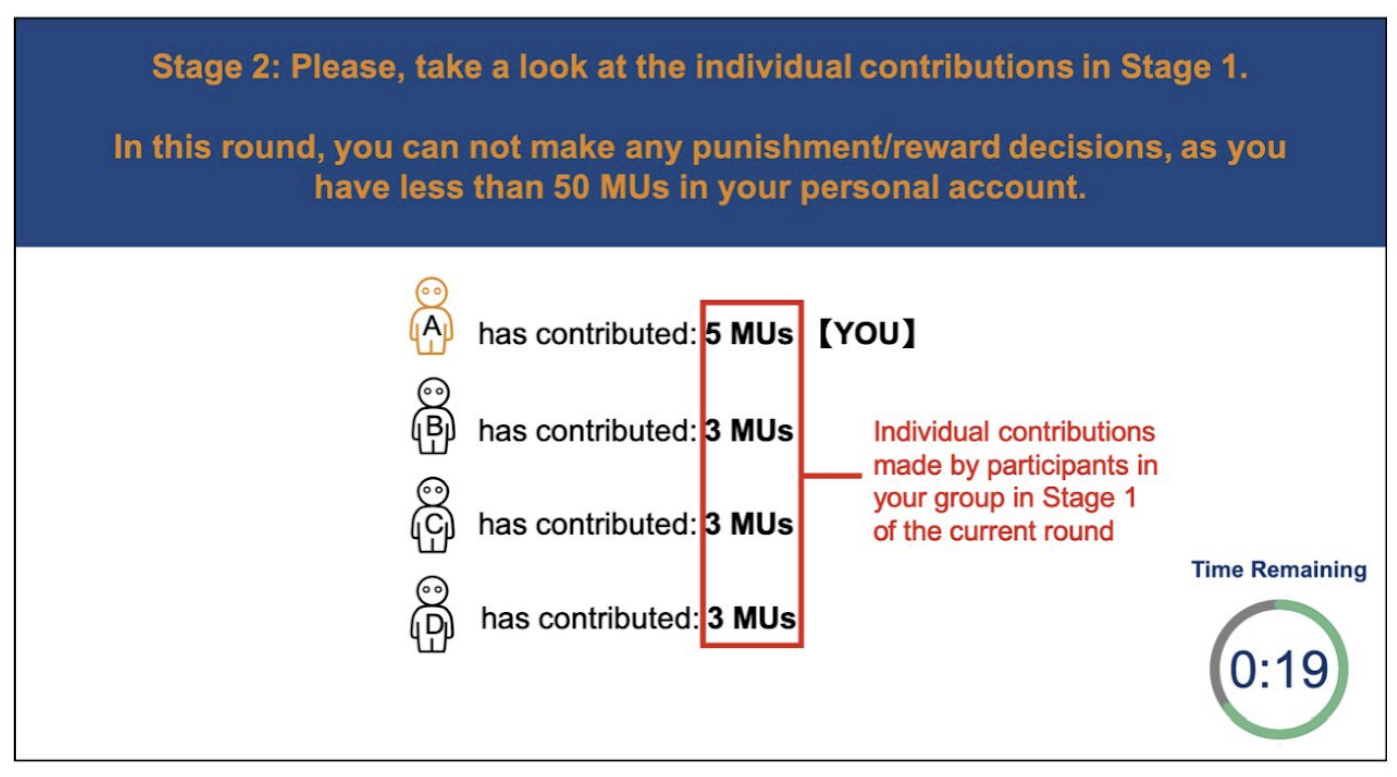 Stage 2: Please, take a look at the individual contributions in Stage 1.
In this round, you can not make any punishment/reward decisions, as you
have less than 50 MUs in your personal account.
A has contributed: 5 MUs 【YOU】
B has contributed: 3 MUs
C has contributed: 3 MUs
D has contributed: 3 MUs
Individual contributions
made by participants in
your group in Stage 1
of the current round
Time Remaining
0:19